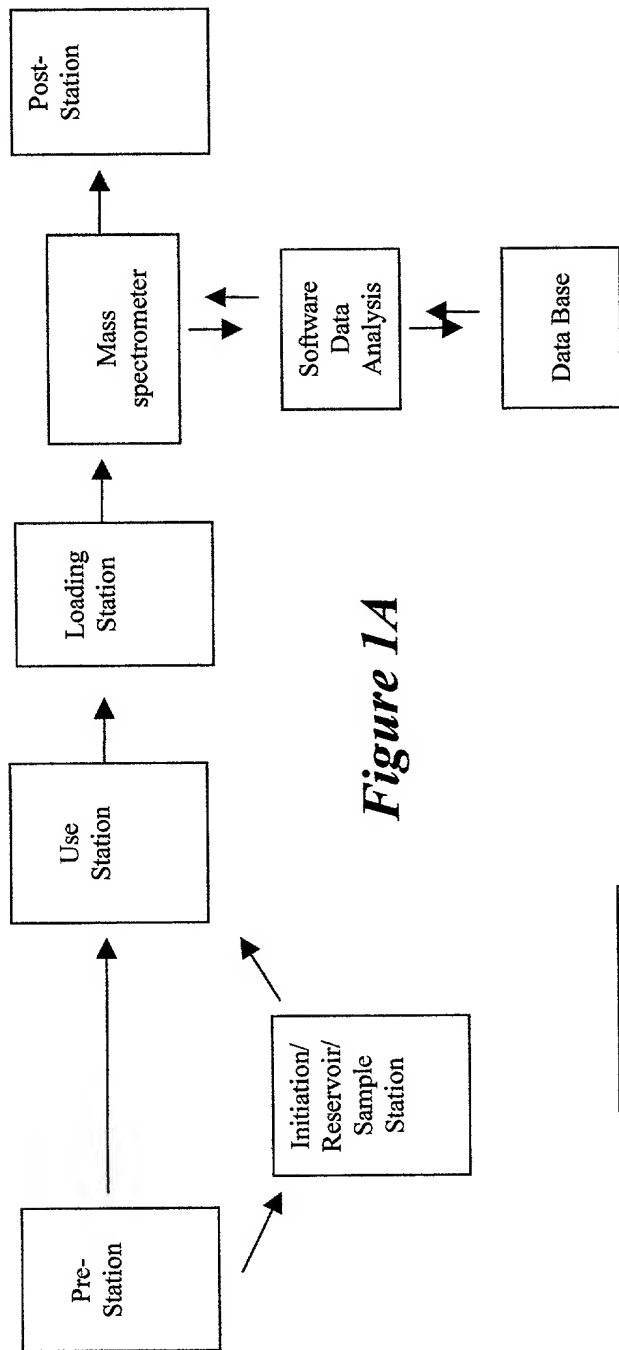 Pre-
Station
Initiation/
Reservoir/
Sample
Station
Use
Station
Loading
Station
Mass
spectrometer
Post-
Station
Software
Data
Analysis
Data Base
Figure 1A